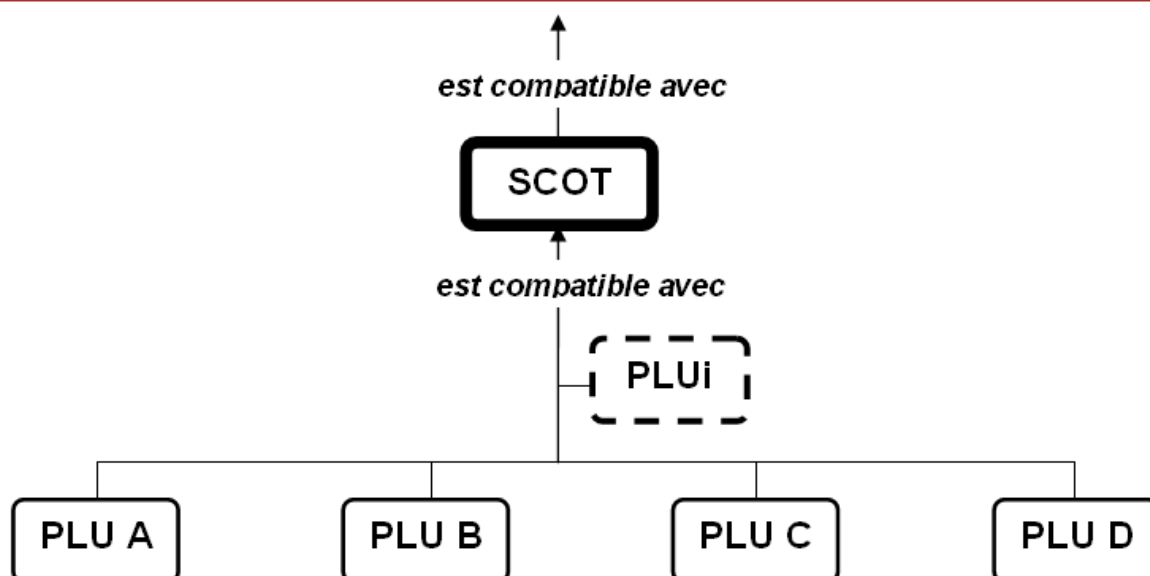 est compatible avec
SCOT
est compatible avec
PLUi
PLU A
PLU B
PLU C
PLU D